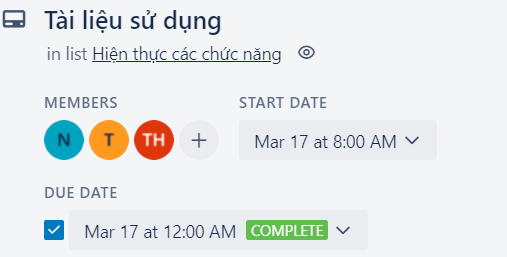 Tài liệu sử dụng
in list Hiện thực các chức năng
MEMBERS
N T TH +
START DATE
Mar 17 at 8:00 AM
DUE DATE
Mar 17 at 12:00 AM COMPLETE